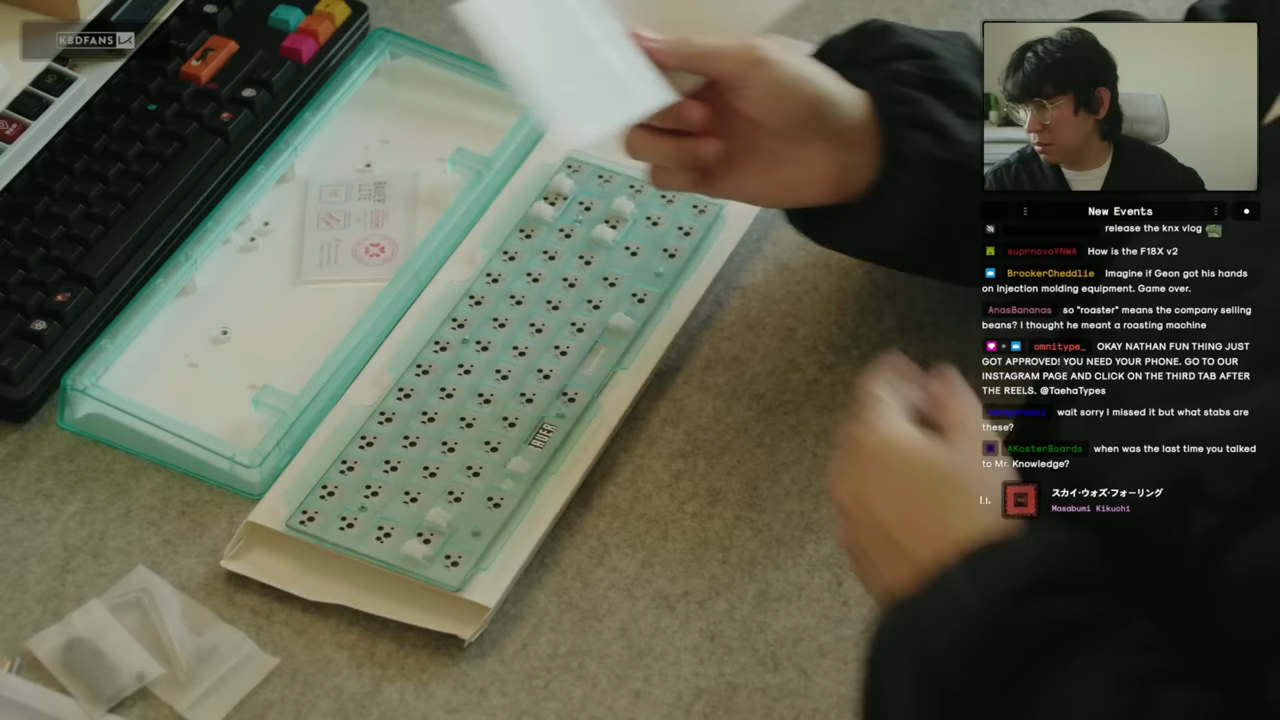 KBDFANS
BAUER
LITE
BAUER
New Events
release the knx vlog
suprnovaYNWA How is the F18X v2
BrockerCheddlie Imagine if Geon got his hands
on injection molding equipment. Game over.
AnasBananas so "roaster" means the company selling
beans? I thought he meant a roasting machine
omnitype_ OKAY NATHAN FUN THING JUST
GOT APPROVED! YOU NEED YOUR PHONE. GO TO OUR
INSTAGRAM PAGE AND CLICK ON THE THIRD TAB AFTER
THE REELS. @TaehaTypes
wait sorry I missed it but what stabs are
these?
AKosterBoards when was the last time you talked
to Mr. Knowledge?
スカイ・ウォズ・フォーリング
Masabumi Kikuchi